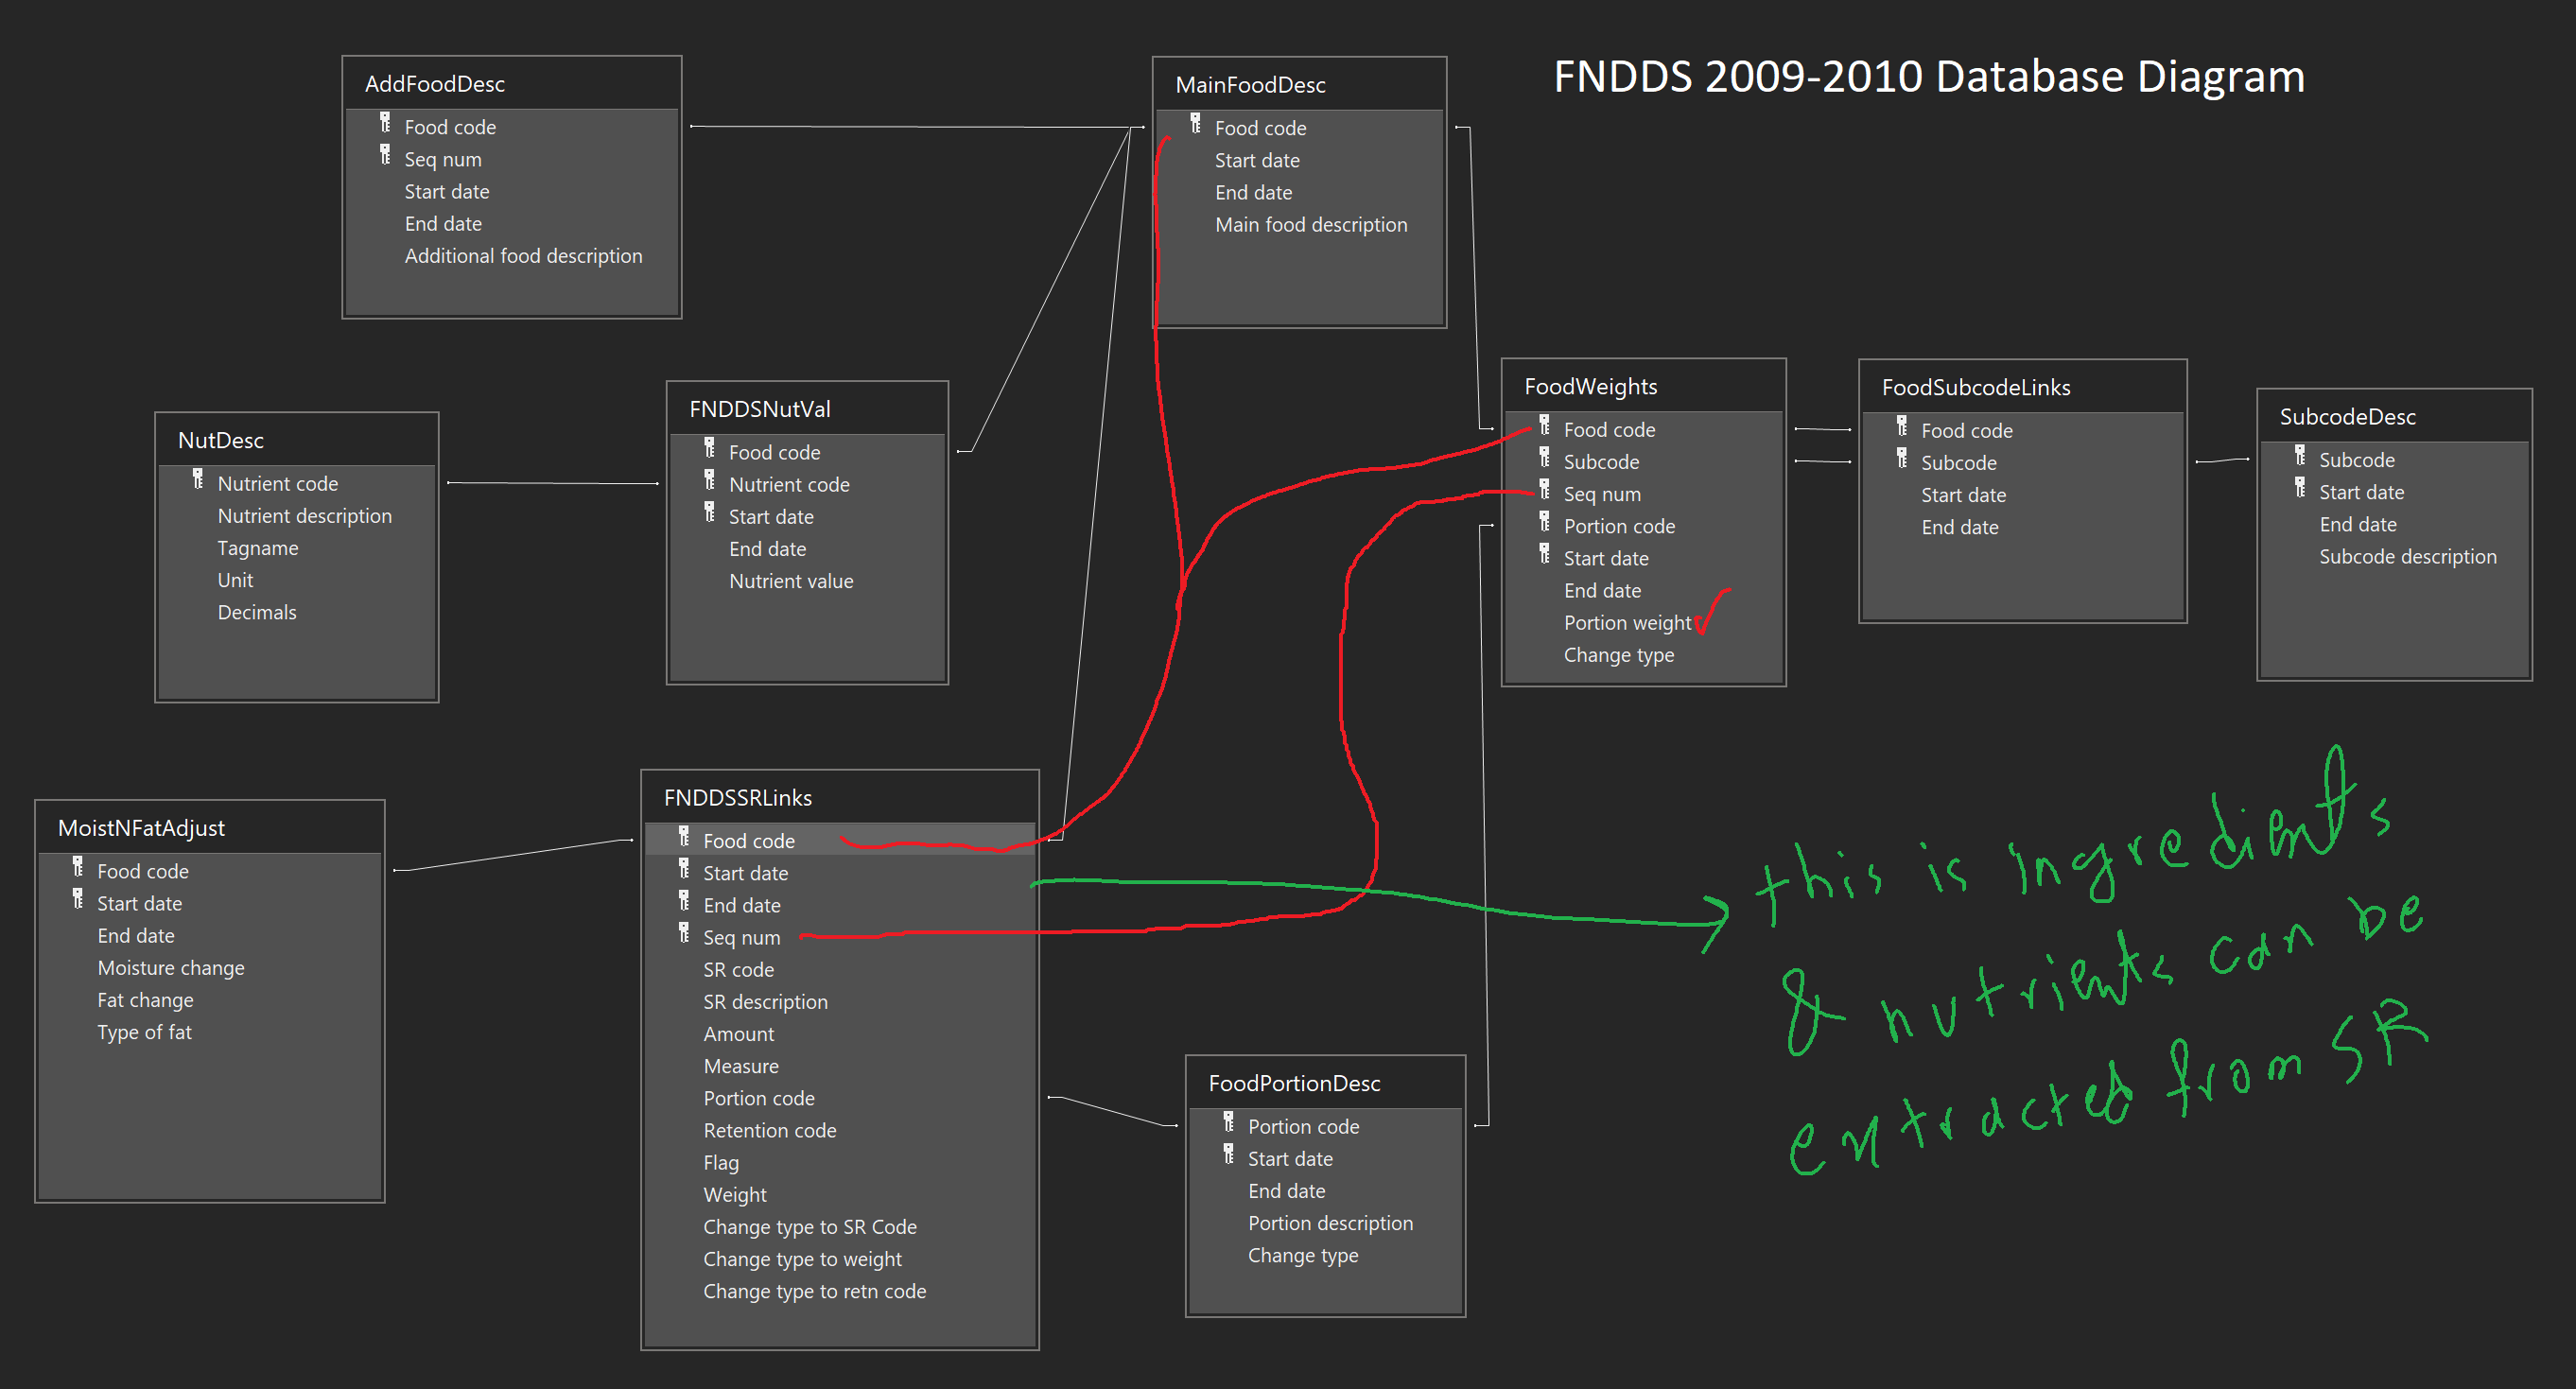 FNDDS 2009-2010 Database Diagram
AddFoodDesc
Food code
Seq num
Start date
End date
Additional food description
MainFoodDesc
Food code
Start date
End date
Main food description
NutDesc
Nutrient code
Nutrient description
Tagname
Unit
Decimals
FNDDSNutVal
Food code
Nutrient code
Start date
End date
Nutrient value
FoodWeights
Food code
Subcode
Seq num
Portion code
Start date
End date
Portion weight
Change type
FoodSubcodeLinks
Food code
Subcode
Start date
End date
SubcodeDesc
Subcode
Start date
End date
Subcode description
MoistNFatAdjust
Food code
Start date
End date
Moisture change
Fat change
Type of fat
FNDDSSRLinks
Food code
Start date
End date
Seq num
SR code
SR description
Amount
Measure
Portion code
Retention code
Flag
Weight
Change type to SR Code
Change type to weight
Change type to retn code
FoodPortionDesc
Portion code
Start date
End date
Portion description
Change type
this is ingredients
& nutrients can be
extracted from SR